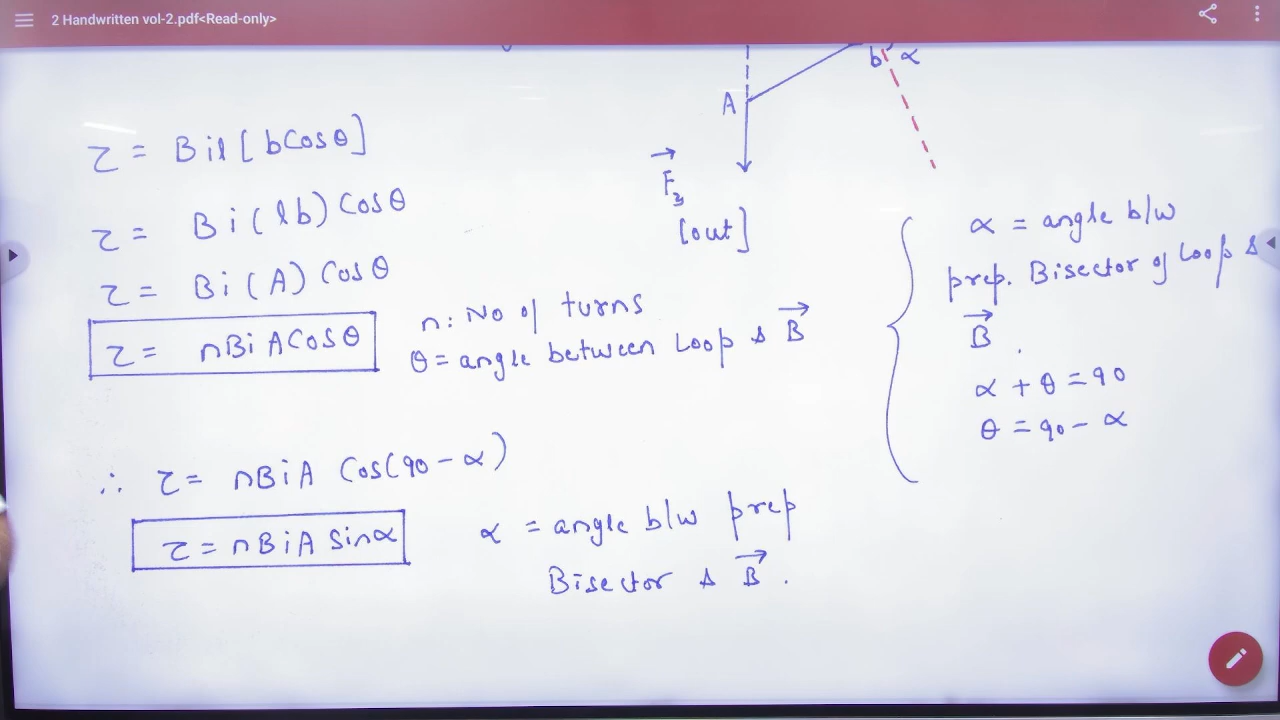 2 Handwritten vol-2.pdf<Read-only>
b α
A
τ = Bil [ bCosθ]
F⃗₃
[out]
τ = Bi(lb) Cosθ
τ = Bi(A) Cosθ
τ = nBiACosθ
n: No of turns
θ = angle between Loop & B⃗
α = angle b/w
prep. Bisector of Loop &
B⃗.
α + θ = 90
θ = 90 - α
∴ τ = nBiA Cos(90 - α)
τ = nBiA Sinα
α = angle b/w prep
Bisector & B⃗.